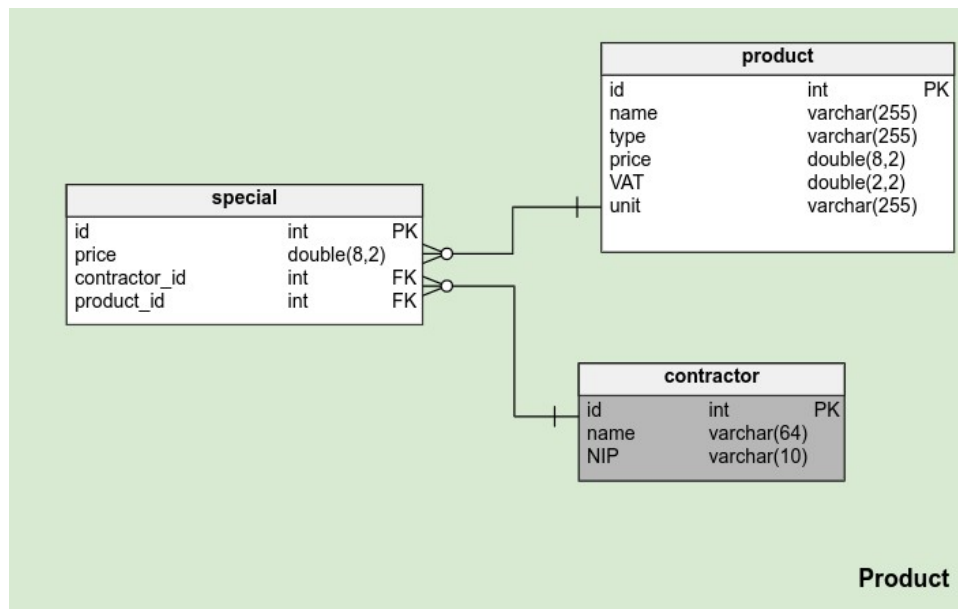 product
id int PK
name varchar(255)
type varchar(255)
price double(8,2)
VAT double(2,2)
unit varchar(255)
special
id int PK
price double(8,2)
contractor_id int FK
product_id int FK
contractor
id int PK
name varchar(64)
NIP varchar(10)
Product